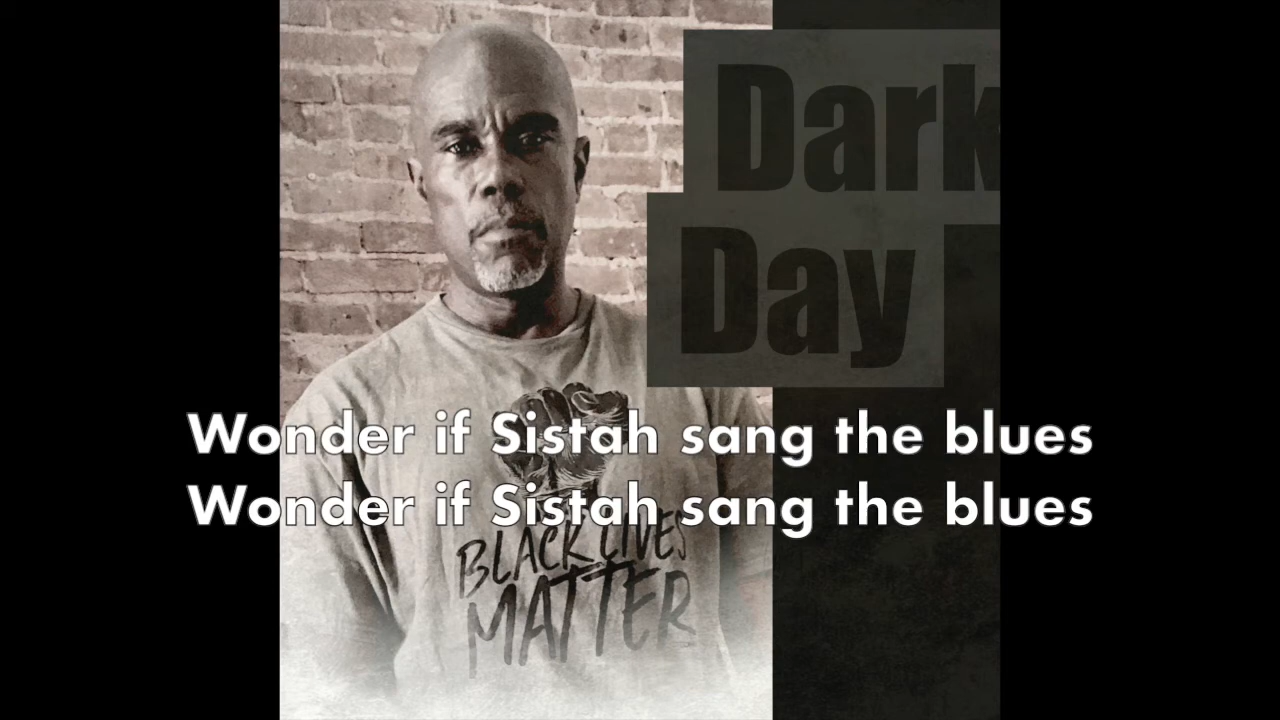 Dark
Day
Wonder if Sistah sang the blues
Wonder if Sistah sang the blues
BLACK LIVES
MATTER